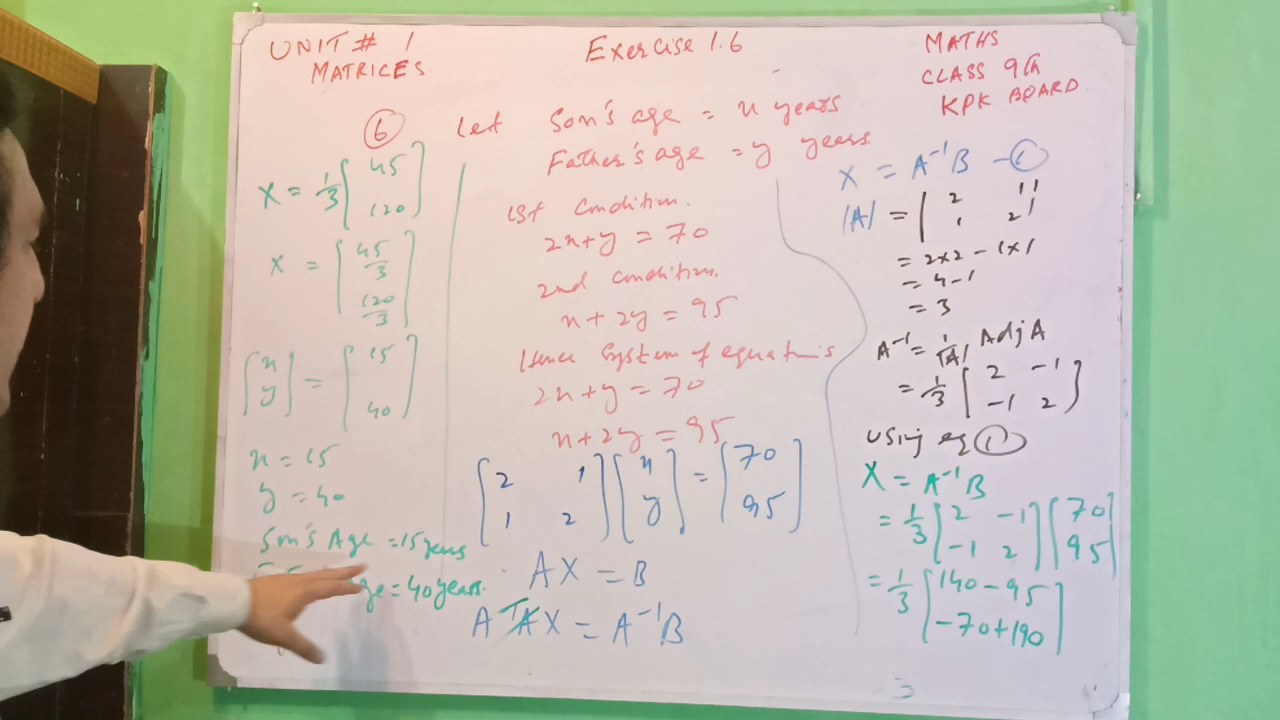 UNIT # 1
MATRICES
Exercise 1.6
MATHS
CLASS 9th
KPK BOARD
6
Let Son's age = x years
Father's age = y years
1st Condition.
2x+y = 70
2nd condition.
x + 2y = 95
Hence System of equations
2x+y = 70
x+2y = 95
[2 1
1 2] [x
y] = [70
95]
AX = B
A⁻¹AX = A⁻¹B
X = A⁻¹B - 1
|A| = |2 1
1 2|
= 2x2 - 1x1
= 4-1
= 3
A⁻¹ = 1/|A| Adj A
= 1/3 [2 -1
-1 2]
Using eq 1
X = A⁻¹B
= 1/3 [2 -1
-1 2] [70
95]
= 1/3 [140-95
-70+190]
X = 1/3 [45
120]
X = [45/3
120/3]
[x
y] = [15
40]
x = 15
y = 40
Son's Age = 15 years
ge = 40 years.